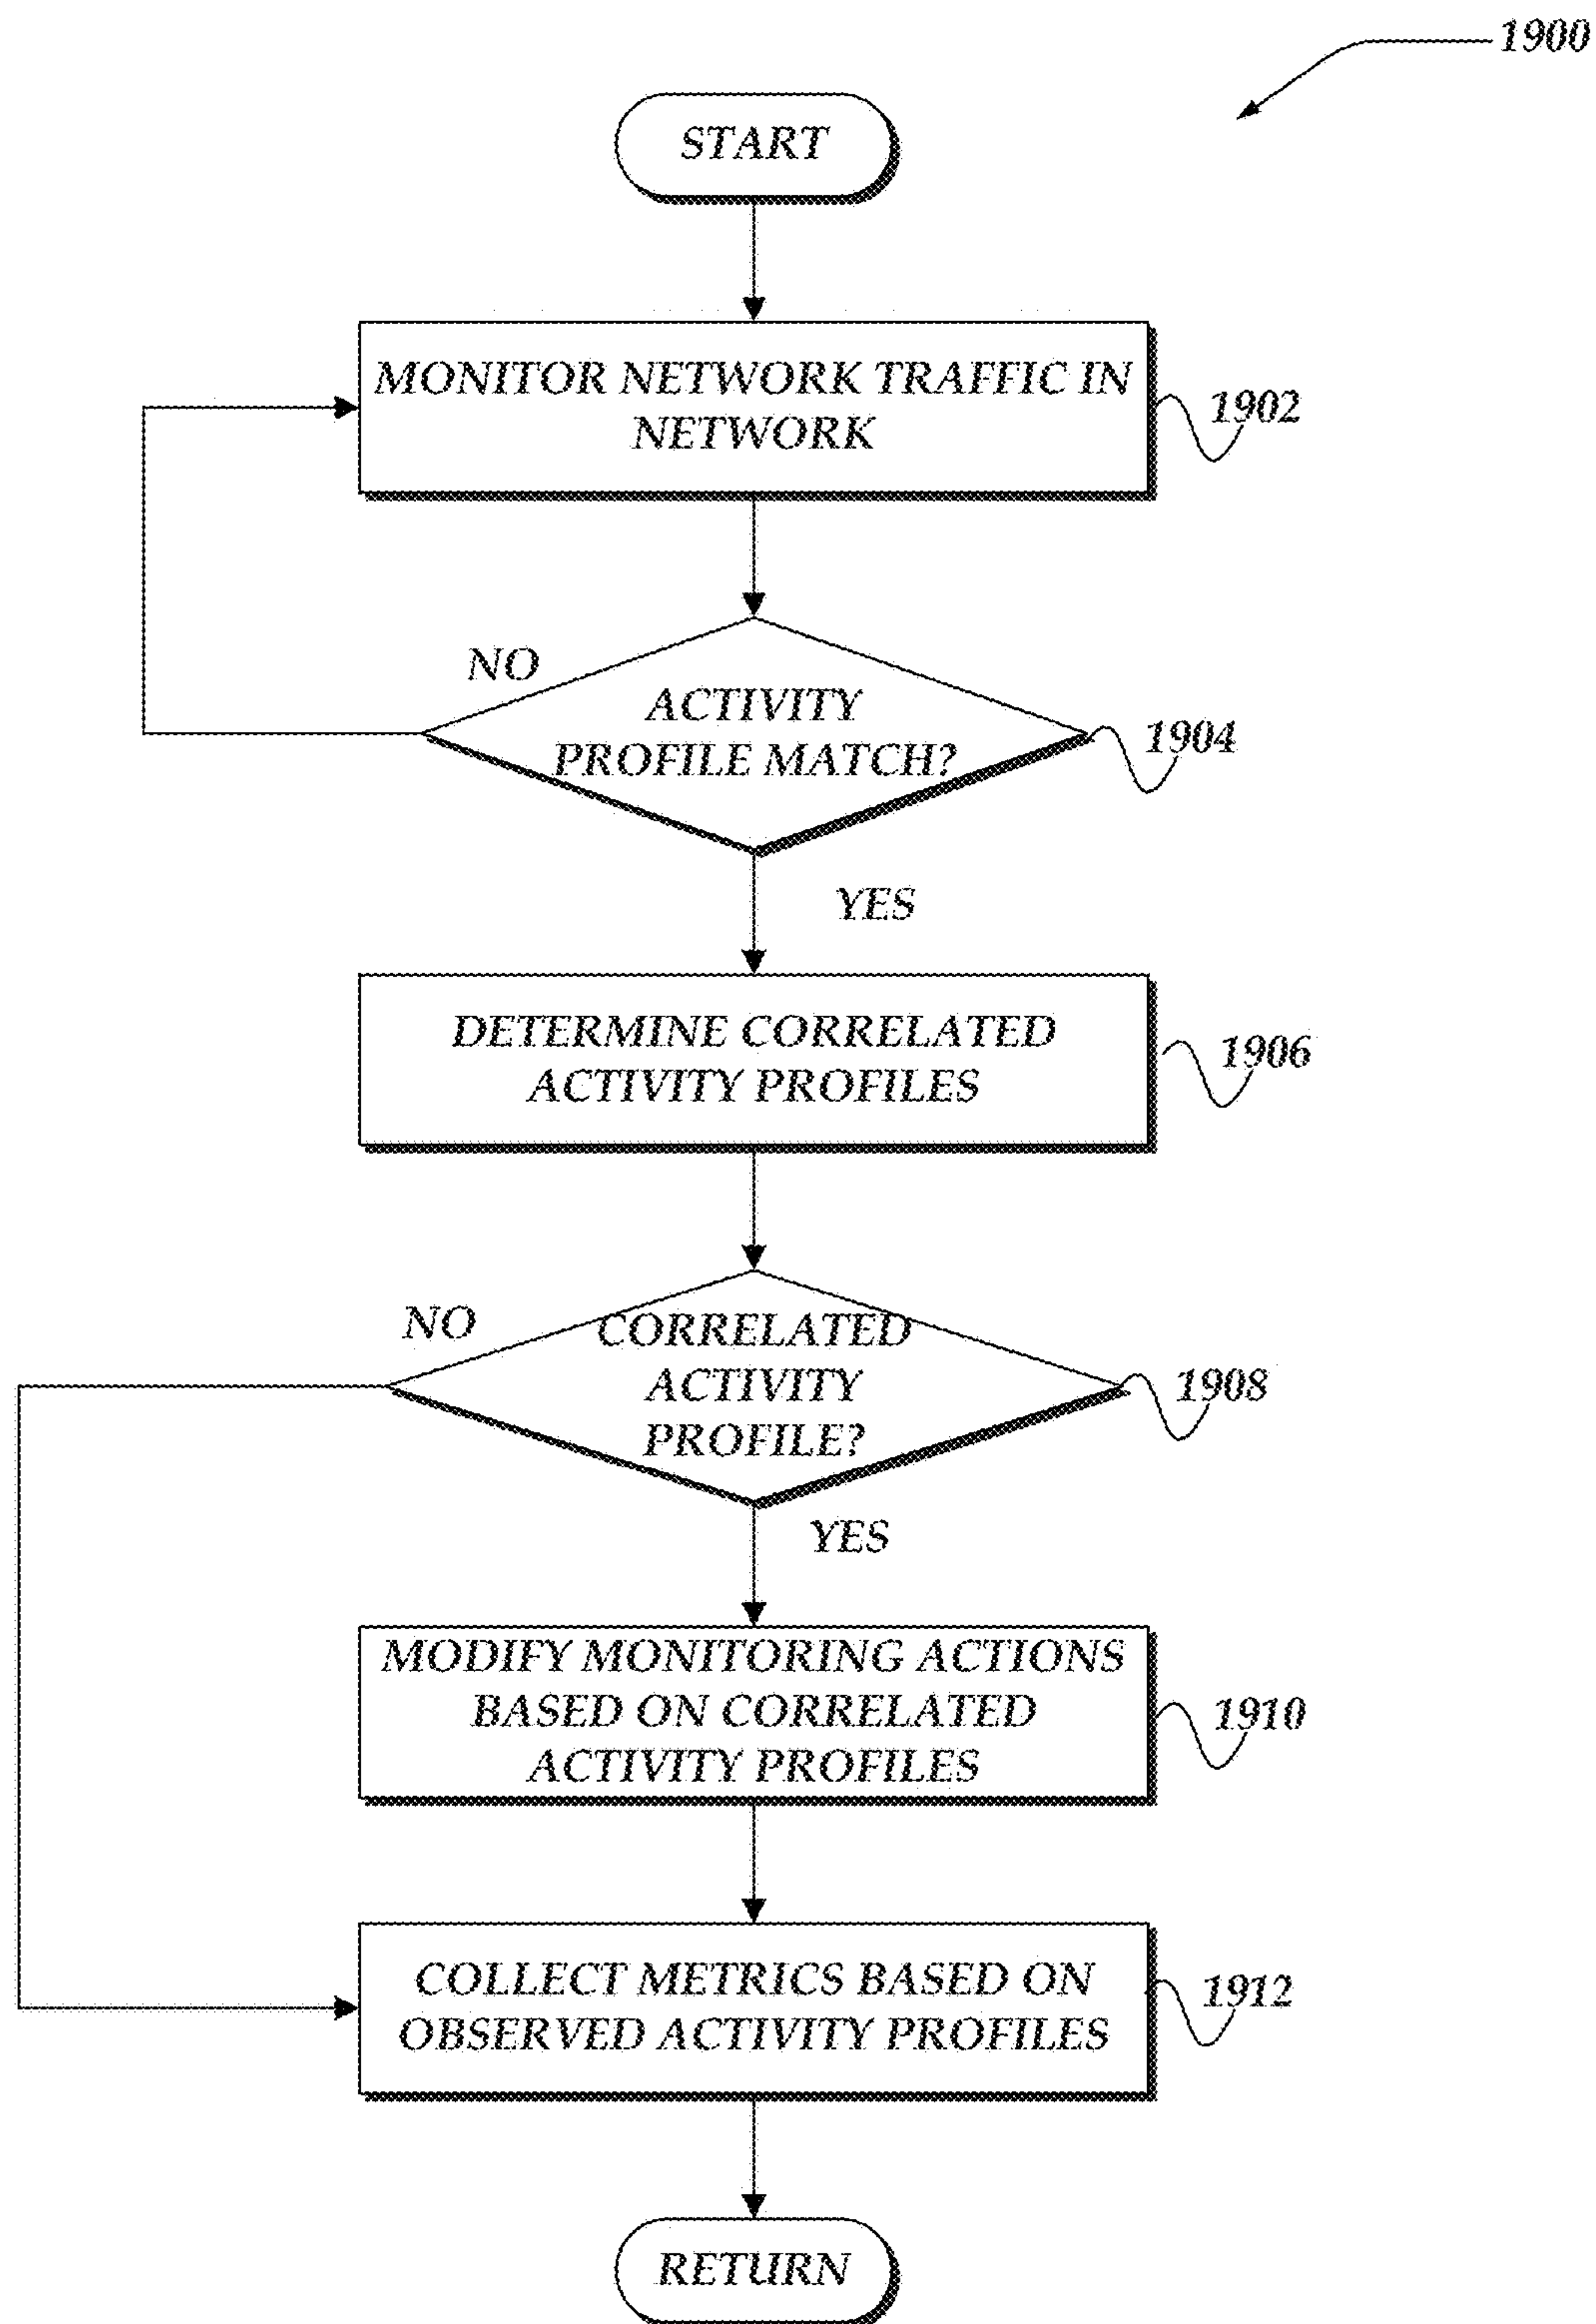 1900
START
MONITOR NETWORK TRAFFIC IN
NETWORK
1902
NO
ACTIVITY
PROFILE MATCH?
1904
YES
DETERMINE CORRELATED
ACTIVITY PROFILES
1906
NO
CORRELATED
ACTIVITY
PROFILE?
1908
YES
MODIFY MONITORING ACTIONS
BASED ON CORRELATED
ACTIVITY PROFILES
1910
COLLECT METRICS BASED ON
OBSERVED ACTIVITY PROFILES
1912
RETURN